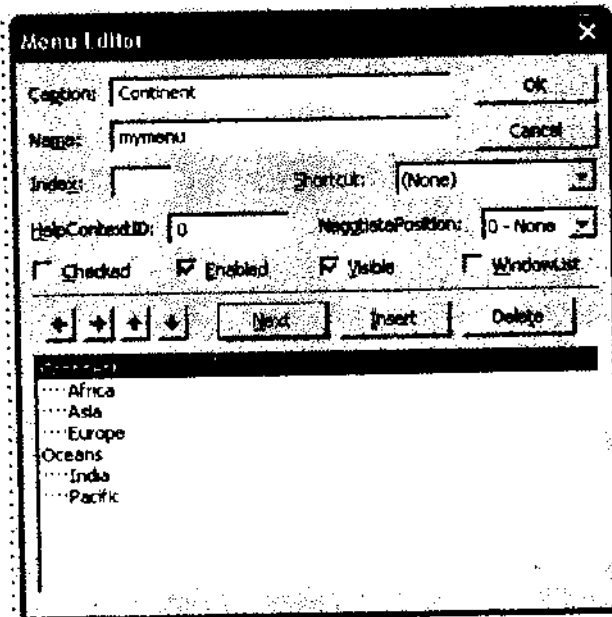 Menu Editor
Caption: Continent OK
Name: mymenu Cancel
Index: Shortcut: (None)
HelpContextID: 0 NegotiatePosition: 0 - None
Checked Enabled Visible WindowList
Next Insert Delete
Africa
Asia
Europe
Oceans
India
Pacific